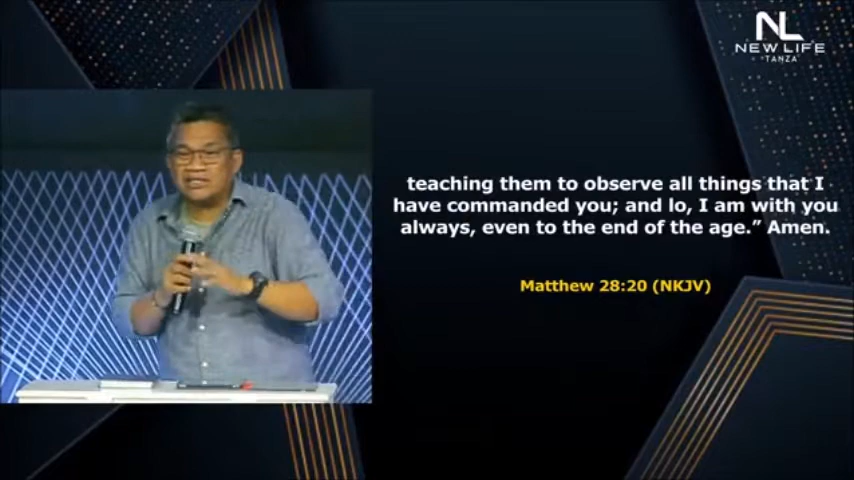 NL
NEW LIFE
TANZA
teaching them to observe all things that I
have commanded you; and lo, I am with you
always, even to the end of the age.” Amen.
Matthew 28:20 (NKJV)